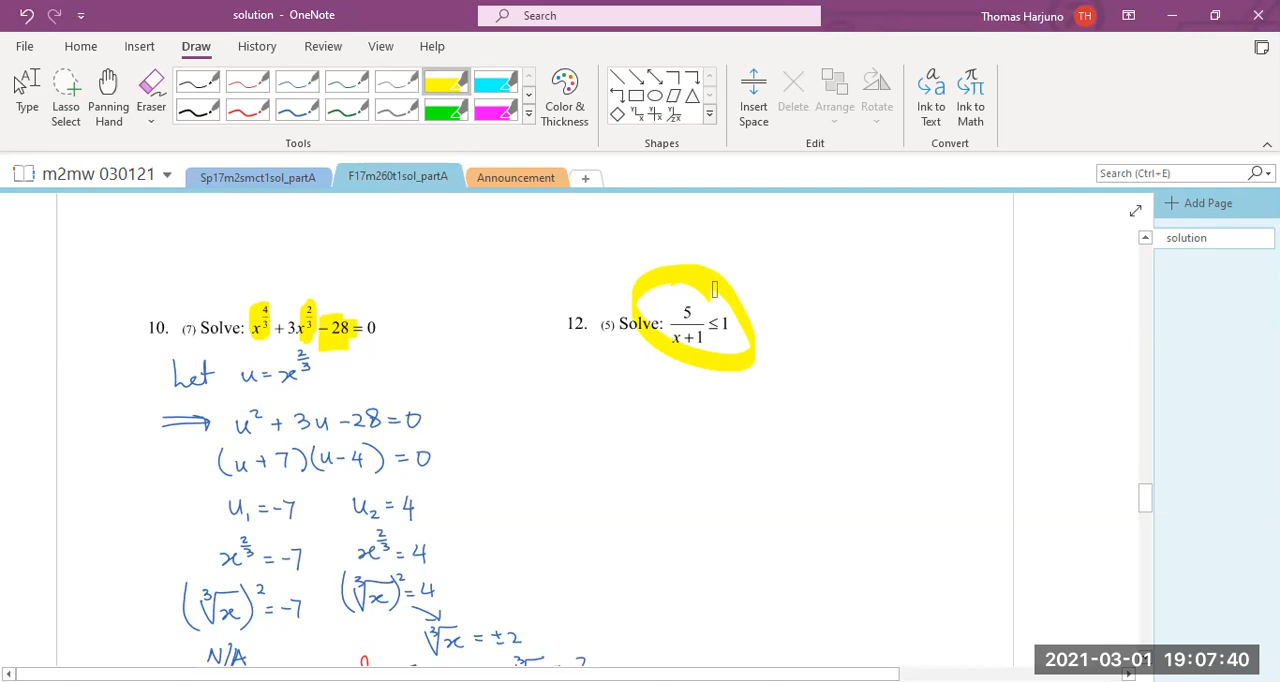 solution - OneNote
Search
Thomas Harjuno TH
File Home Insert Draw History Review View Help
Type
Lasso Select
Panning Hand
Eraser
Color & Thickness
Insert Space
Delete
Arrange
Rotate
Ink to Text
Ink to Math
Tools
Shapes
Edit
Convert
m2mw 030121
Sp17m2smct1sol_partA
F17m260t1sol_partA
Announcement
Search (Ctrl+E)
Add Page
solution
10. (7) Solve: x^(4/3) + 3x^(2/3) − 28 = 0
Let u = x^(2/3)
⟹ u² + 3u − 28 = 0
(u + 7)(u − 4) = 0
u₁ = −7 u₂ = 4
x^(2/3) = −7 x^(2/3) = 4
(∛x)² = −7 (∛x)² = 4
∛x = ±2
N/A
12. (5) Solve: 5/(x + 1) ≤ 1
2021-03-01 19:07:40